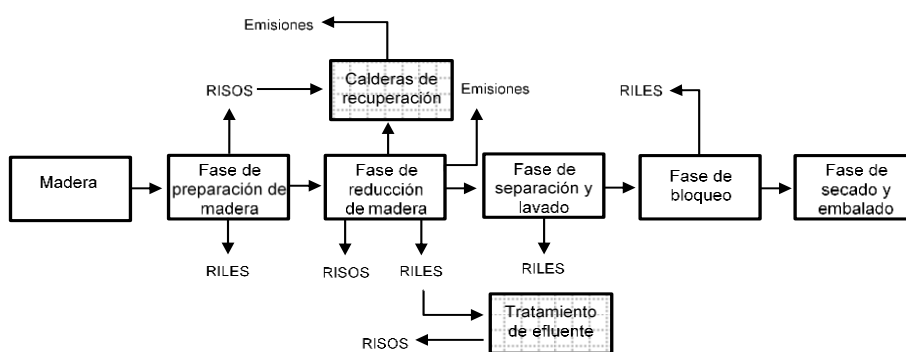 Emisiones
Calderas de
recuperación
RISOS
Emisiones
RILES
Madera
Fase de
preparación de
madera
Fase de
reducción
de madera
Fase de
separación y
lavado
Fase de
bloqueo
Fase de
secado y
embalado
RILES
RISOS
RILES
RILES
Tratamiento
de efluente
RISOS